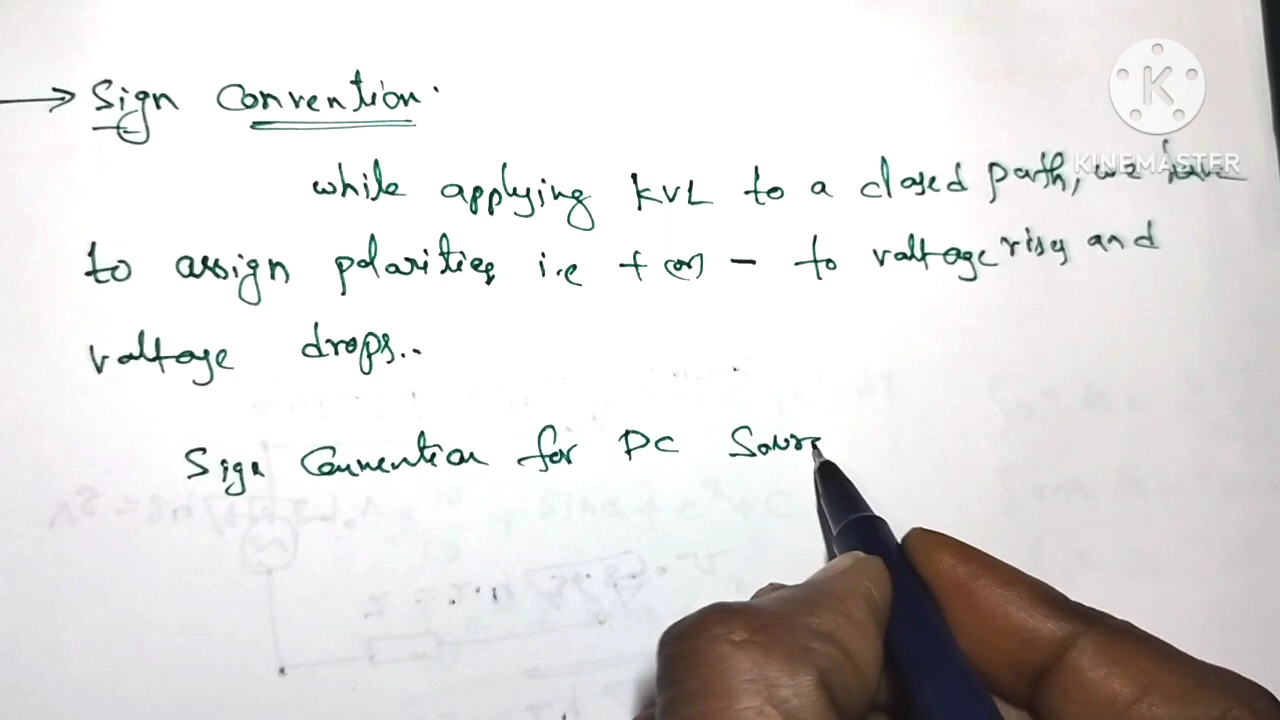 → Sign Convention.
while applying KVL to a closed path, we have
to assign polarities i.e + (or) - to voltage rises and
voltage drops..
Sign Convention for DC Sour
K
KINEMASTER